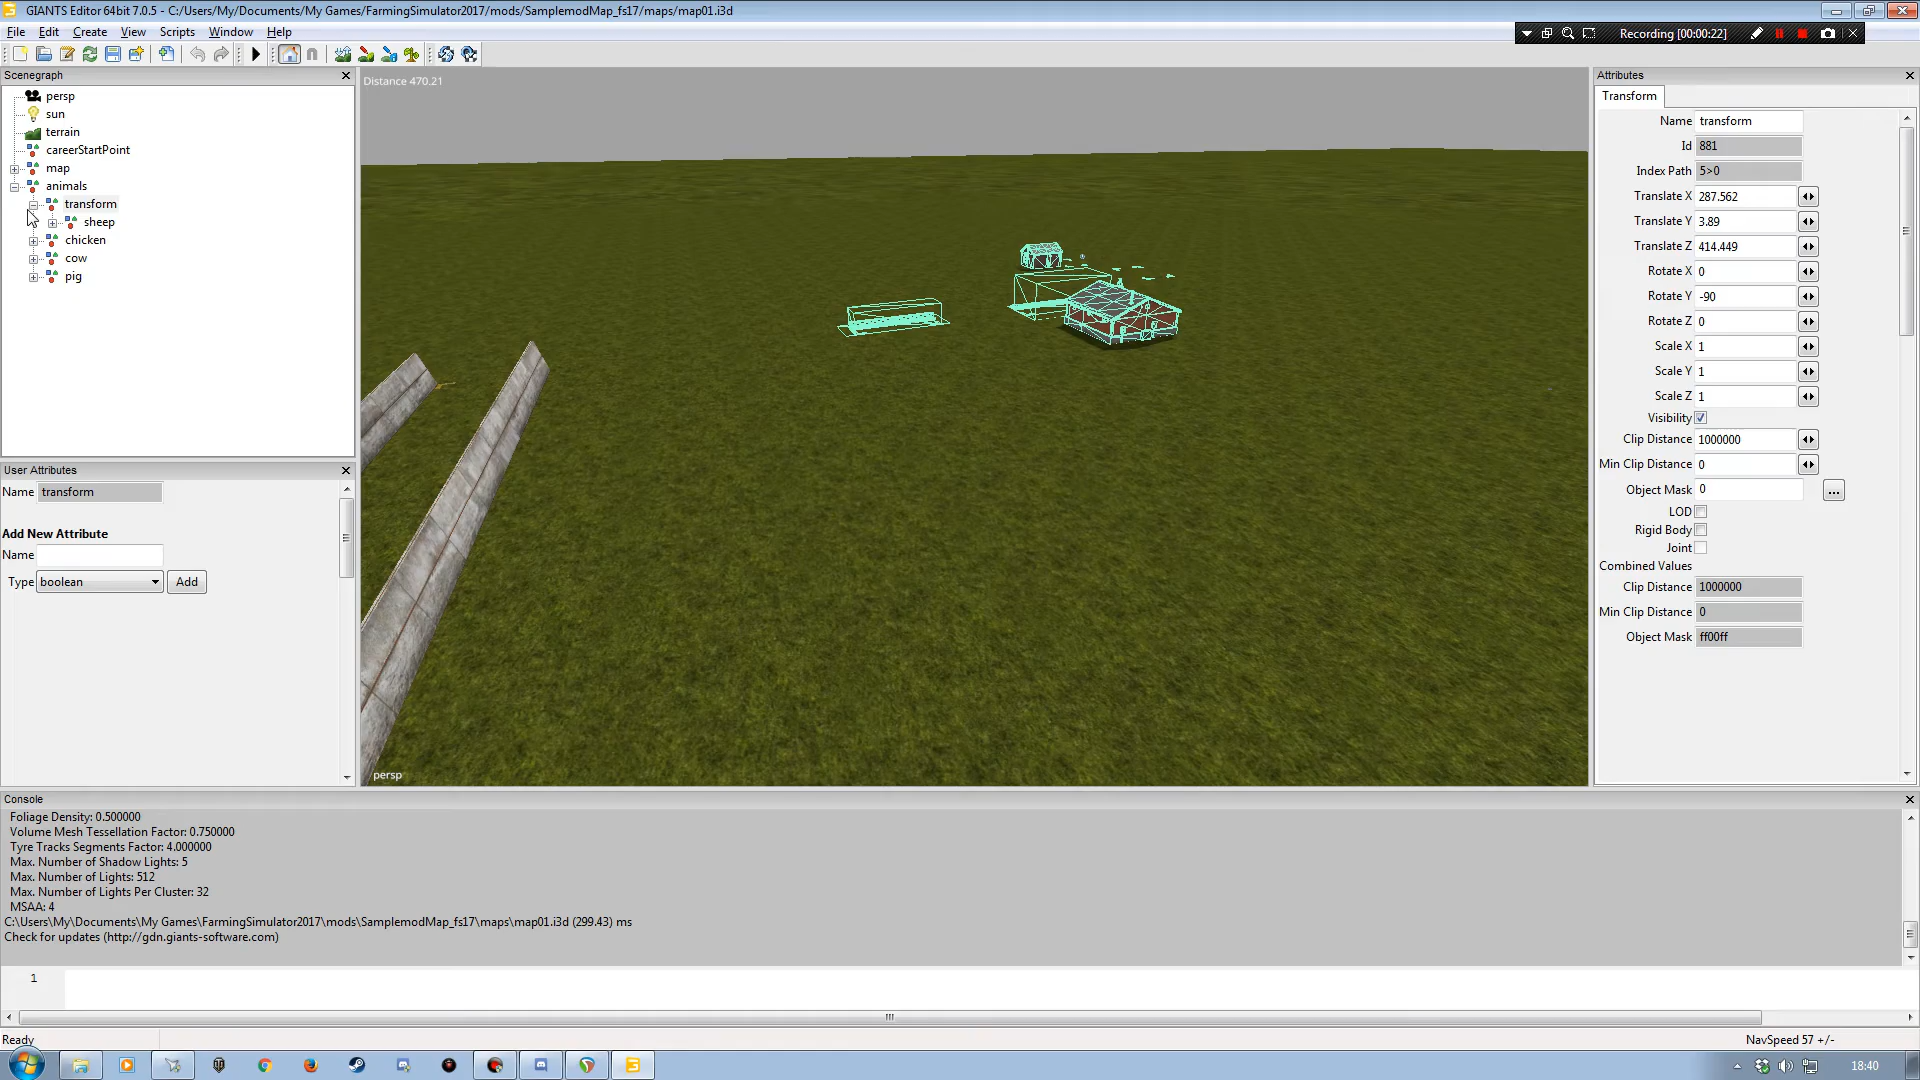 GIANTS Editor 64bit 7.0.5 - C:/Users/My/Documents/My Games/FarmingSimulator2017/mods/SamplemodMap_fs17/maps/map01.i3d
File Edit Create View Scripts Window Help
Recording [00:00:22]
Scenegraph
persp
sun
terrain
careerStartPoint
map
animals
transform
sheep
chicken
cow
pig
User Attributes
Name transform
Add New Attribute
Name
Type boolean Add
Distance 470.21
persp
Attributes
Transform
Name transform
Id 881
Index Path 5>0
Translate X 287.562
Translate Y 3.89
Translate Z 414.449
Rotate X 0
Rotate Y -90
Rotate Z 0
Scale X 1
Scale Y 1
Scale Z 1
Visibility
Clip Distance 1000000
Min Clip Distance 0
Object Mask 0 ...
LOD
Rigid Body
Joint
Combined Values
Clip Distance 1000000
Min Clip Distance 0
Object Mask ff00ff
Console
Foliage Density: 0.500000
Volume Mesh Tessellation Factor: 0.750000
Tyre Tracks Segments Factor: 4.000000
Max. Number of Shadow Lights: 5
Max. Number of Lights: 512
Max. Number of Lights Per Cluster: 32
MSAA: 4
C:\Users\My\Documents\My Games\FarmingSimulator2017\mods\SamplemodMap_fs17\maps\map01.i3d (299.43) ms
Check for updates (http://gdn.giants-software.com)
1
Ready
NavSpeed 57 +/-
18:40